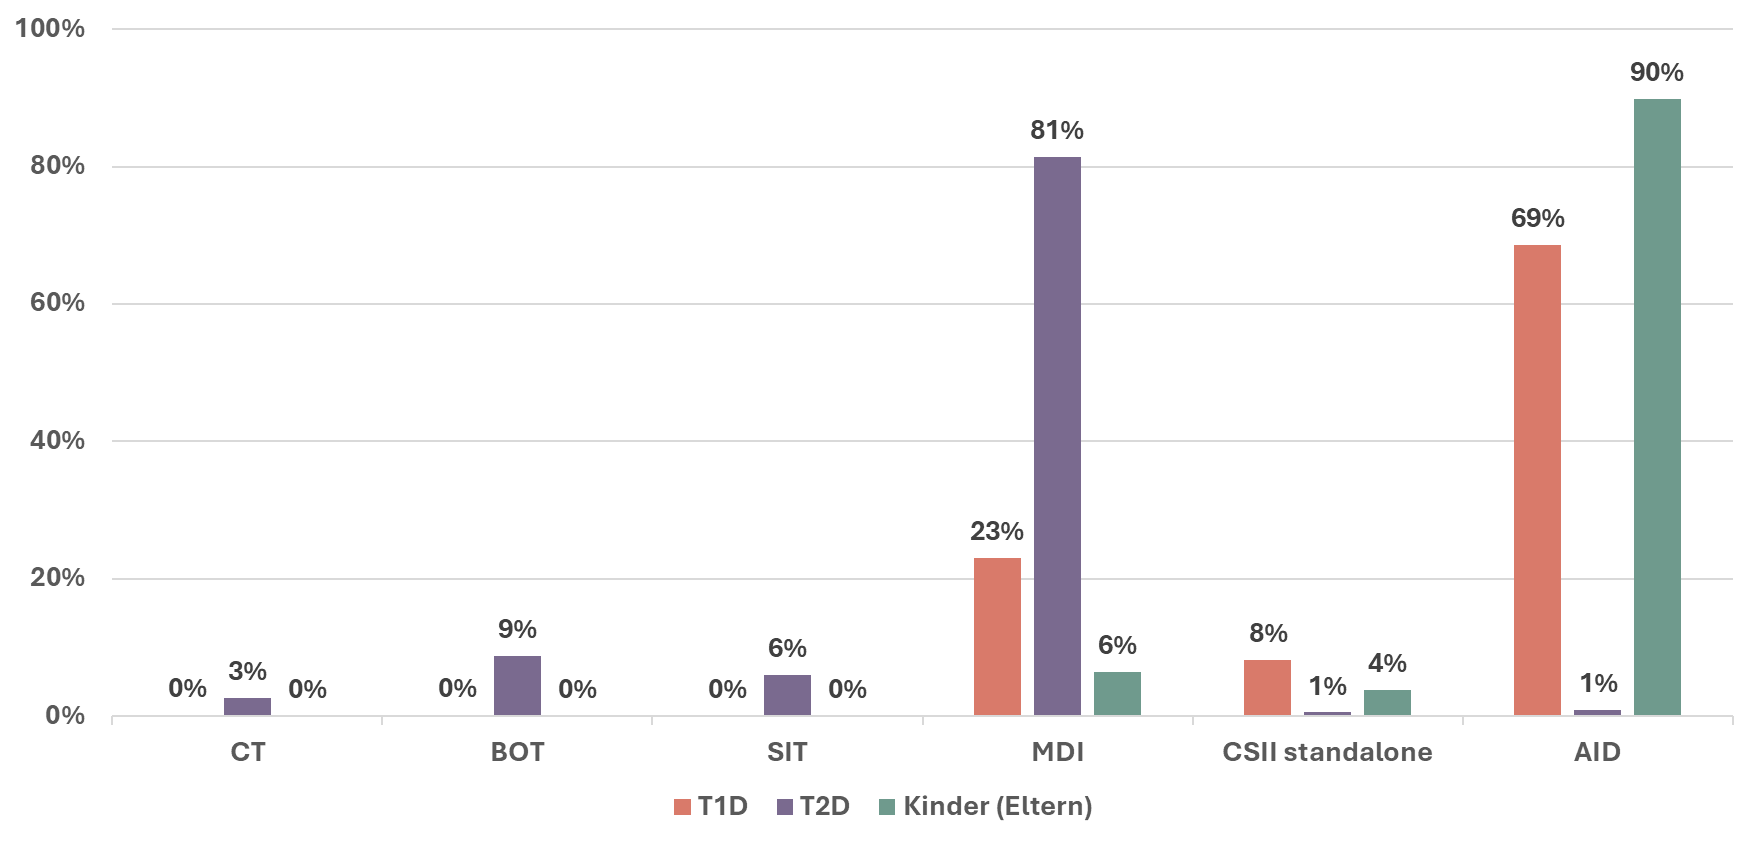 100%
80%
60%
40%
20%
0%
0% 3% 0%
0% 9% 0%
0% 6% 0%
23% 81% 6%
8% 1% 4%
69% 1% 90%
CT BOT SIT MDI CSII standalone AID
T1D T2D Kinder (Eltern)